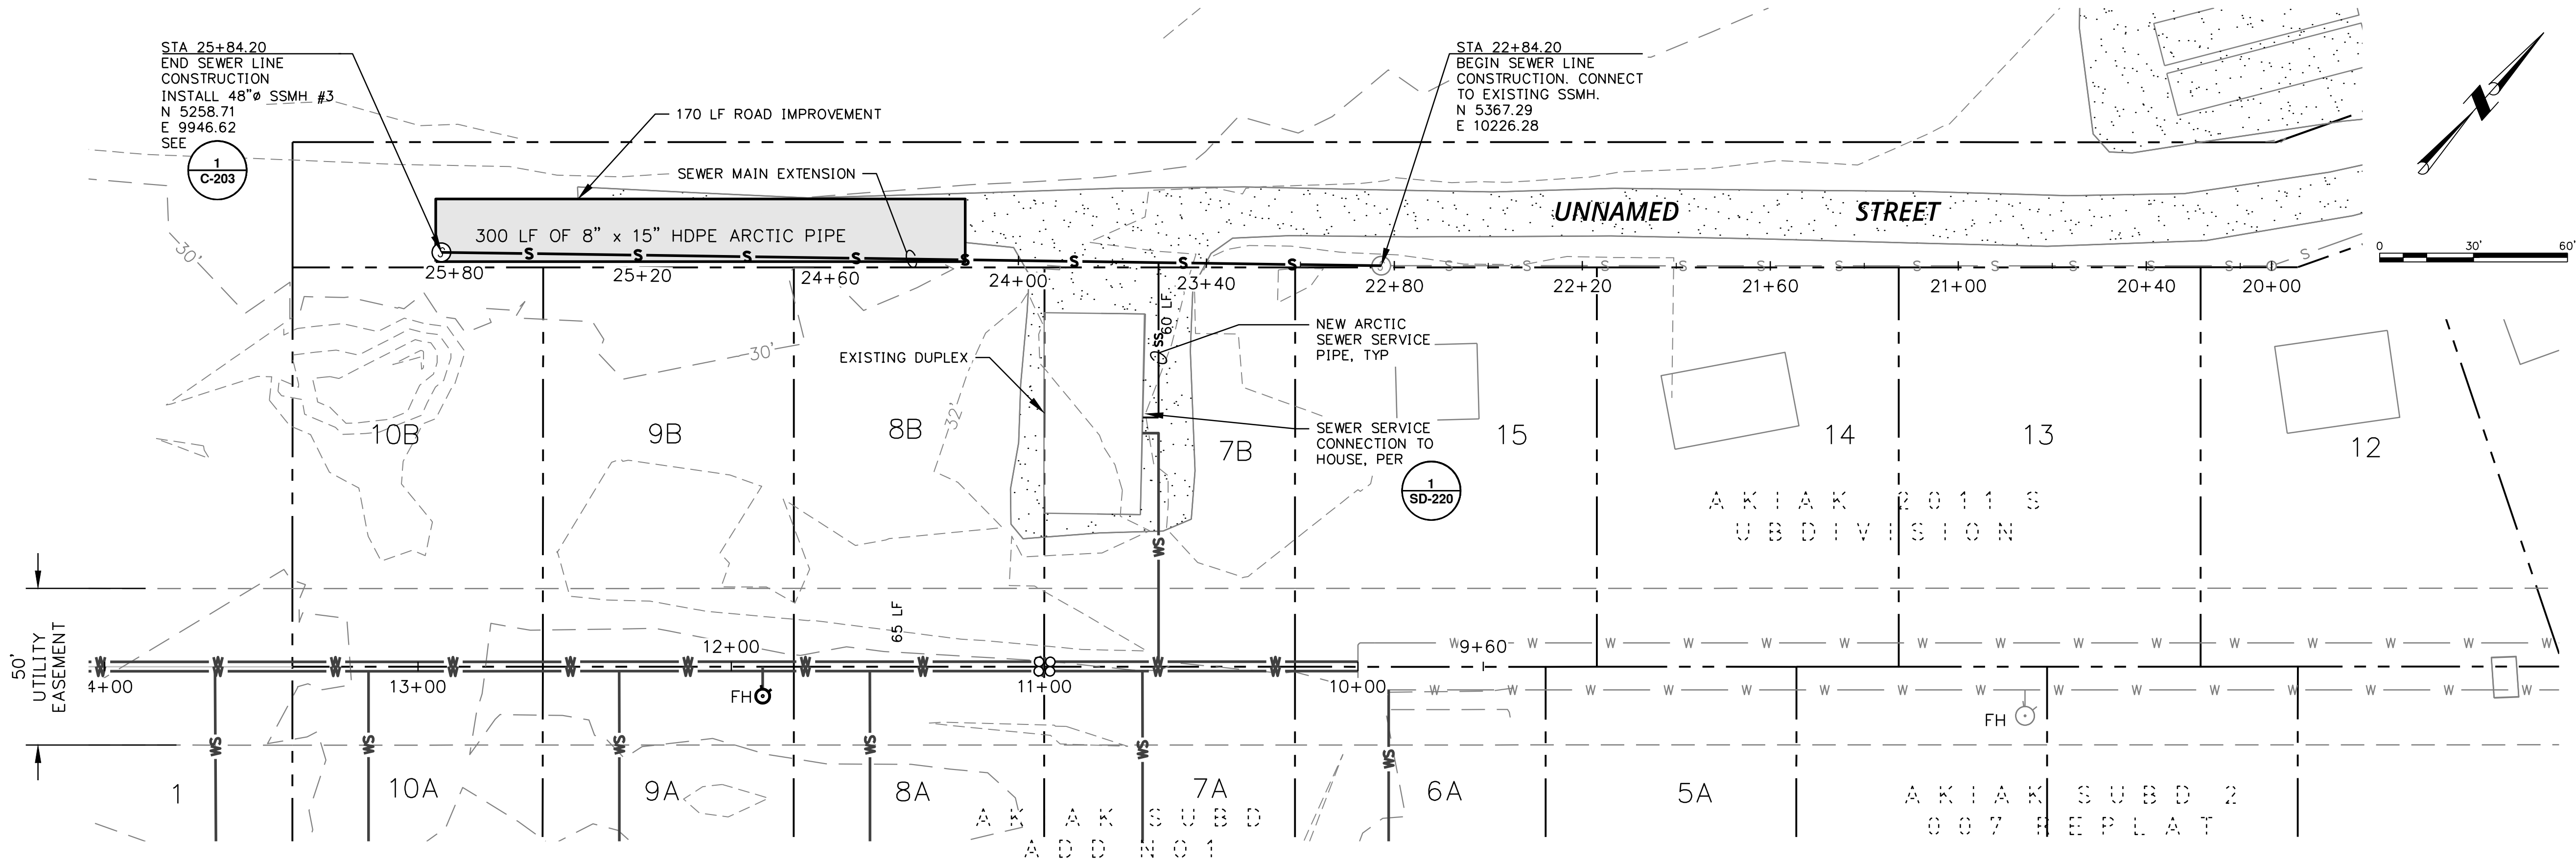 STA 25+84.20
END SEWER LINE
CONSTRUCTION
INSTALL 48"ø SSMH #3
N 5258.71
E 9946.62
SEE
1
C-203
170 LF ROAD IMPROVEMENT
SEWER MAIN EXTENSION
STA 22+84.20
BEGIN SEWER LINE
CONSTRUCTION. CONNECT
TO EXISTING SSMH.
N 5367.29
E 10226.28
N
UNNAMED STREET
0 30' 60'
300 LF OF 8" x 15" HDPE ARCTIC PIPE
S S S S S S S S S S
S S S S S S S S S S S S S
25+80 25+20 24+60 24+00 23+40 22+80 22+20 21+60 21+00 20+40 20+00
30'
30'
32'
60 LF
SS
NEW ARCTIC
SEWER SERVICE
PIPE, TYP
EXISTING DUPLEX
SEWER SERVICE
CONNECTION TO
HOUSE, PER
1
SD-220
10B 9B 8B 7B 15 14 13 12
AKIAK 2011 S
UBDIVISION
WS
50'
UTILITY
EASEMENT
65 LF
W W W W W W W W W W W W W W W
12+00 9+60
W W W W W W W W W W W
W W W W W W W W W W W
4+00 13+00 11+00 10+00
W W W W W W W W W W W W W W W
FH
FH
WS WS WS WS WS WS
1 10A 9A 8A 7A 6A 5A
AK AK SUBD
ADD NO1
AKIAK SUBD 2
007 REPLAT